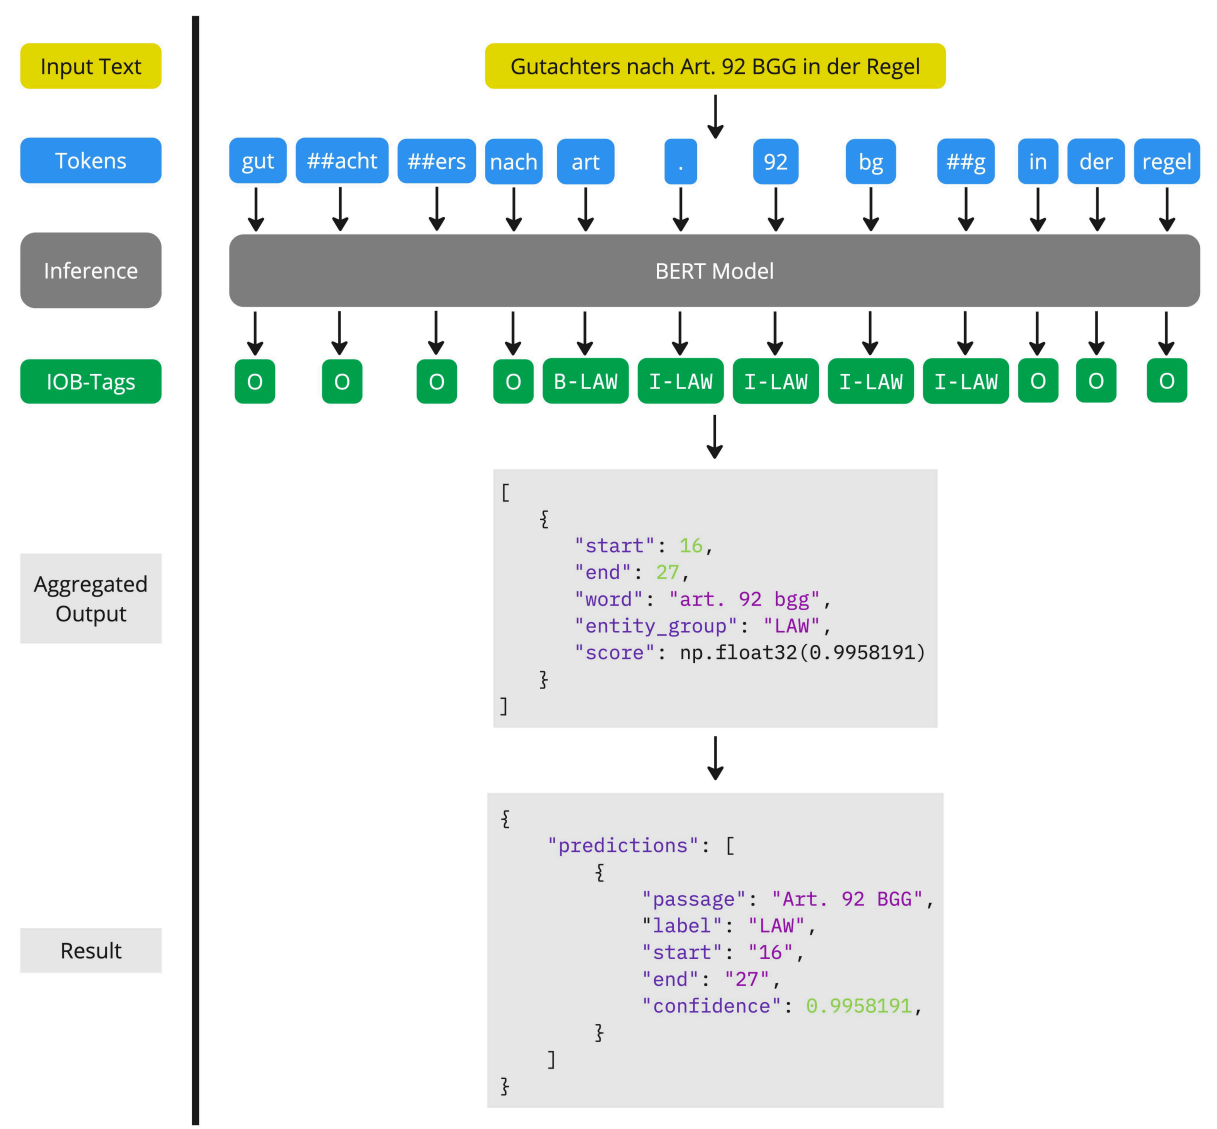 Input Text
Gutachters nach Art. 92 BGG in der Regel
Tokens
gut ##acht ##ers nach art . 92 bg ##g in der regel
Inference
BERT Model
IOB-Tags
O O O O B-LAW I-LAW I-LAW I-LAW I-LAW O O O
Aggregated
Output
[
{
"start": 16,
"end": 27,
"word": "art. 92 bgg",
"entity_group": "LAW",
"score": np.float32(0.9958191)
}
]
Result
{
"predictions": [
{
"passage": "Art. 92 BGG",
"label": "LAW",
"start": "16",
"end": "27",
"confidence": 0.9958191,
}
]
}